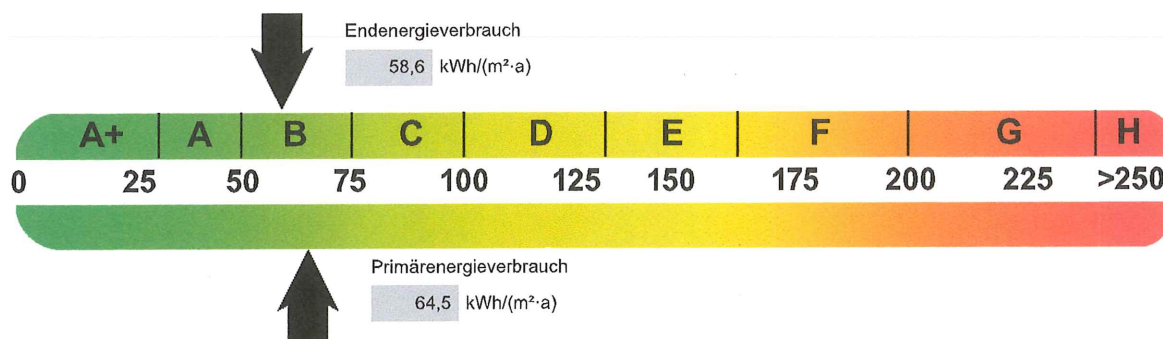 Endenergieverbrauch
58,6 kWh/(m²·a)
A+ A B C D E F G H
0 25 50 75 100 125 150 175 200 225 >250
Primärenergieverbrauch
64,5 kWh/(m²·a)